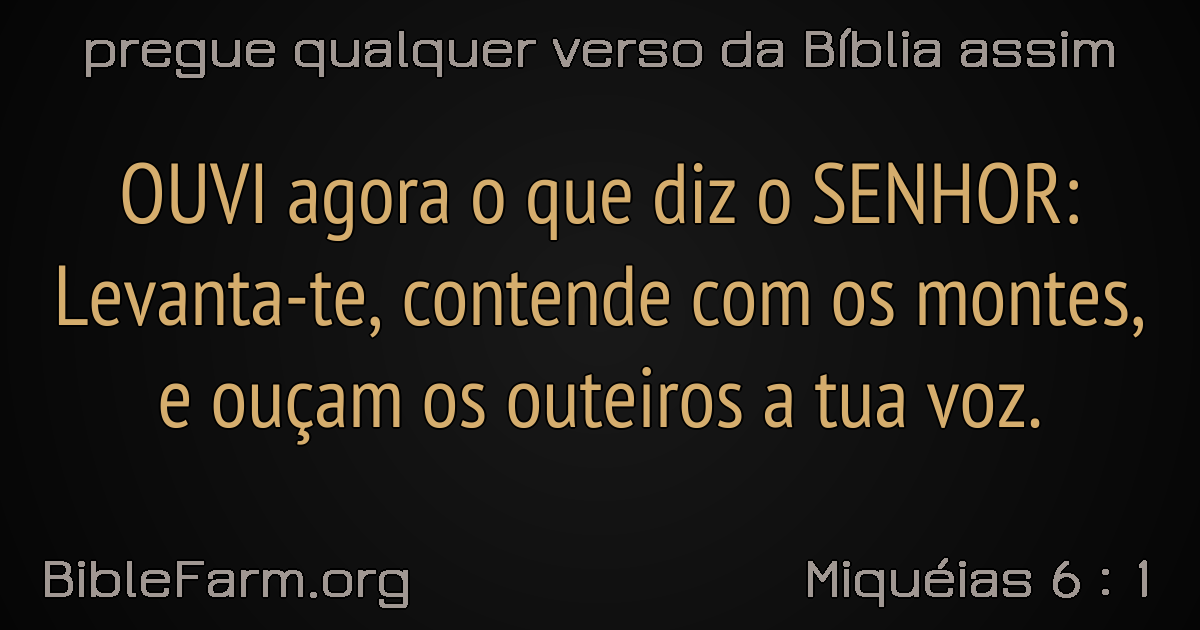 pregue qualquer verso da Bíblia assim
OUVI agora o que diz o SENHOR:
Levanta-te, contende com os montes,
e ouçam os outeiros a tua voz.
BibleFarm.org
Miquéias 6 : 1